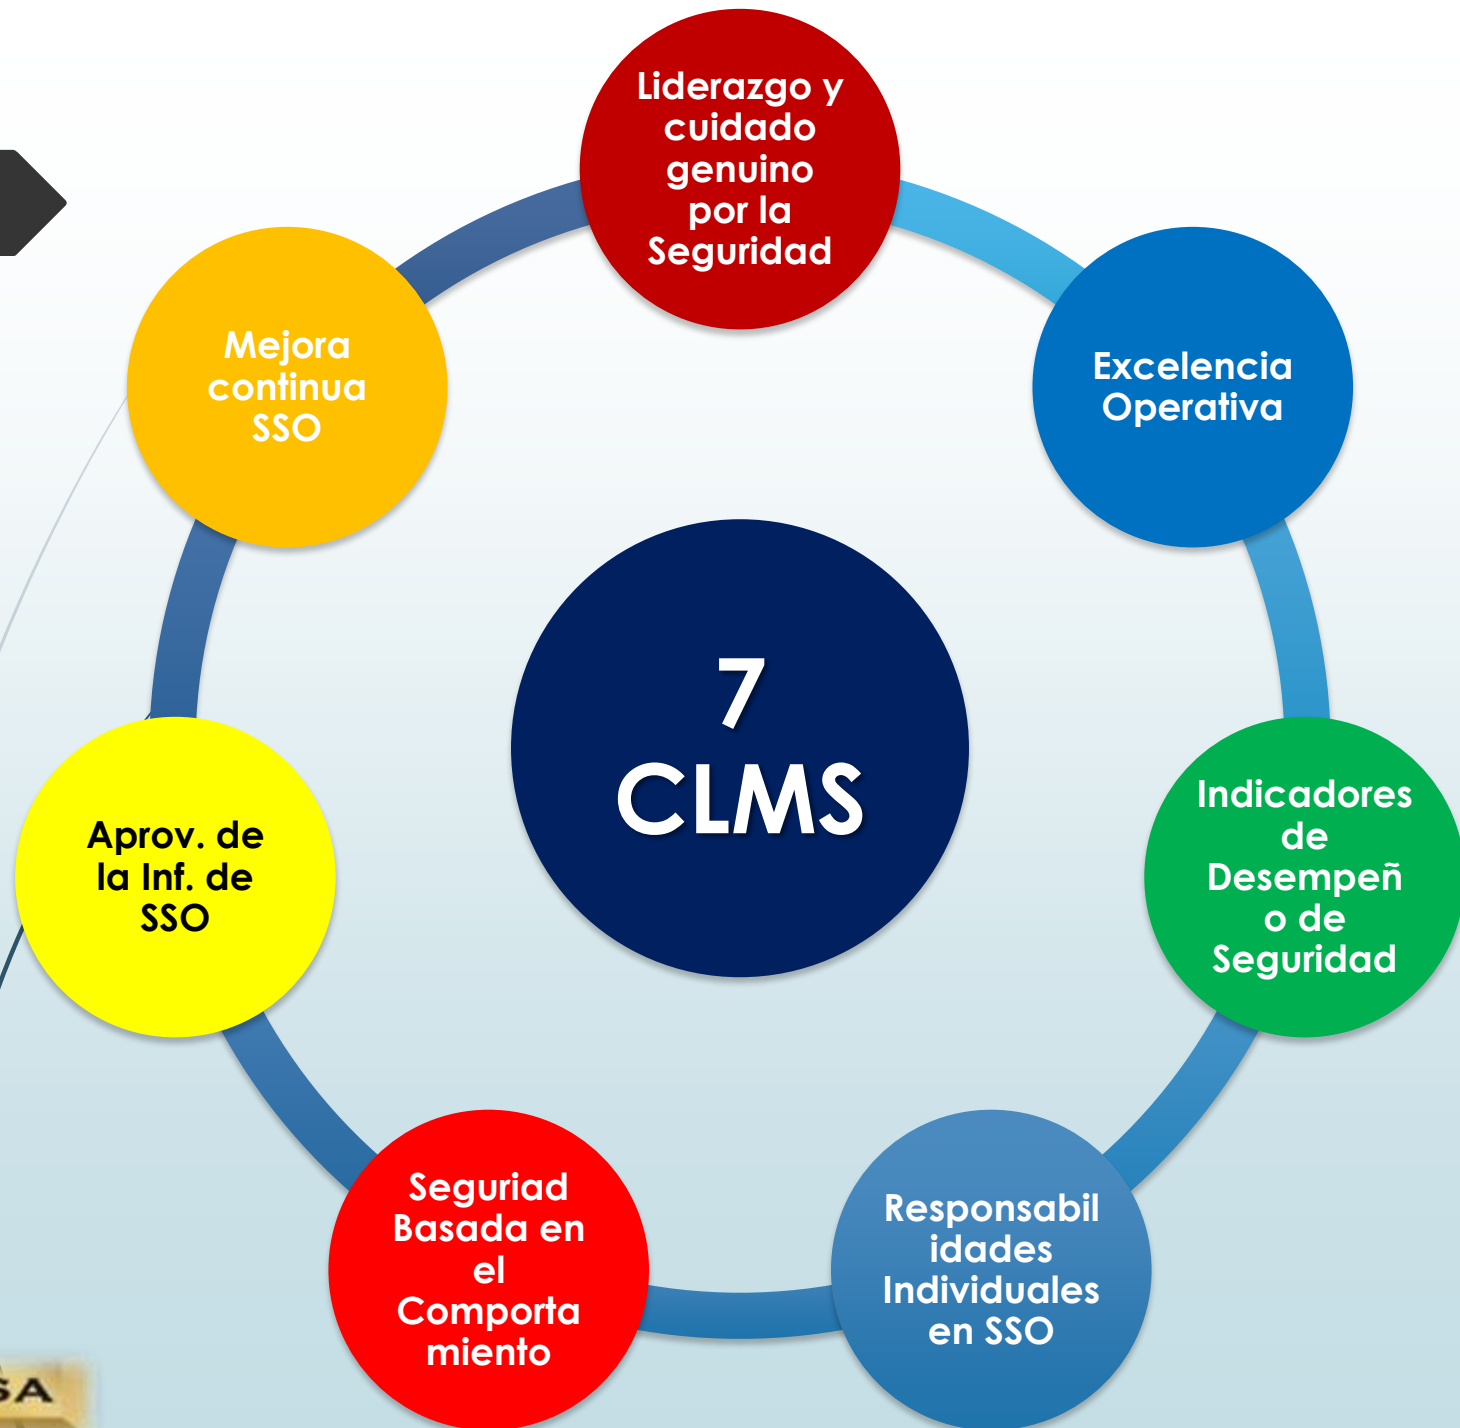 Liderazgo y
cuidado
genuino
por la
Seguridad
Excelencia
Operativa
Indicadores
de
Desempeñ
o de
Seguridad
Responsabil
idades
Individuales
en SSO
Seguriad
Basada en
el
Comporta
miento
Aprov. de
la Inf. de
SSO
Mejora
continua
SSO
7
CLMS
SA